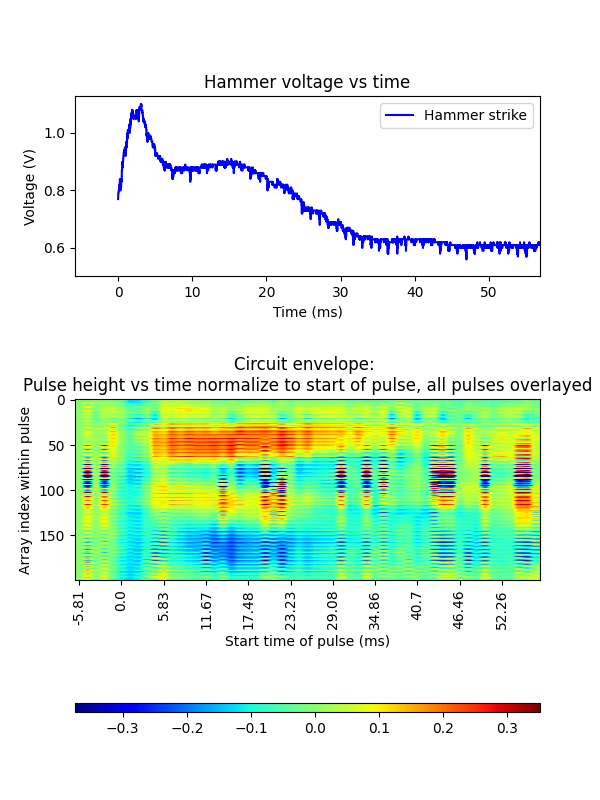 Hammer voltage vs time
Hammer strike
Voltage (V)
1.0
0.8
0.6
0 10 20 30 40 50
Time (ms)
Circuit envelope:
Pulse height vs time normalize to start of pulse, all pulses overlayed
Array index within pulse
0
50
100
150
-5.81 0.0 5.83 11.67 17.48 23.23 29.08 34.86 40.7 46.46 52.26
Start time of pulse (ms)
−0.3 −0.2 −0.1 0.0 0.1 0.2 0.3